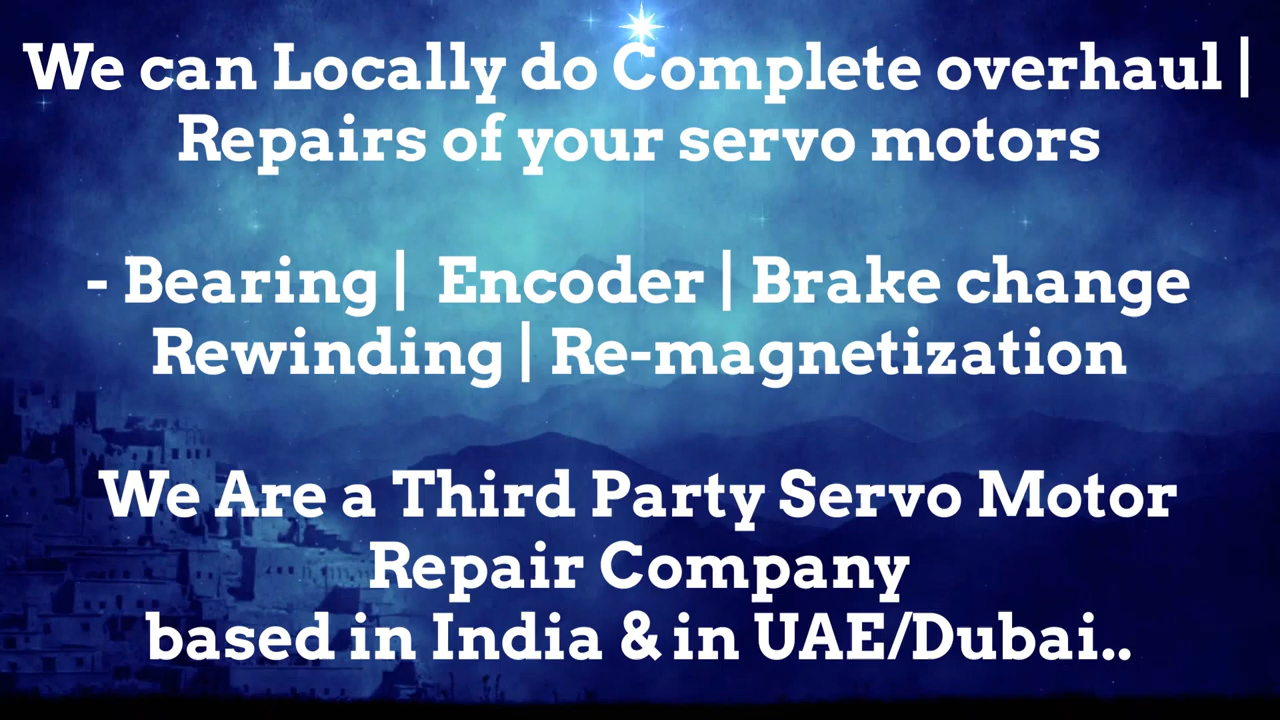 We can Locally do Complete overhaul |
Repairs of your servo motors
- Bearing | Encoder | Brake change
Rewinding | Re-magnetization
We Are a Third Party Servo Motor
Repair Company
based in India & in UAE/Dubai..